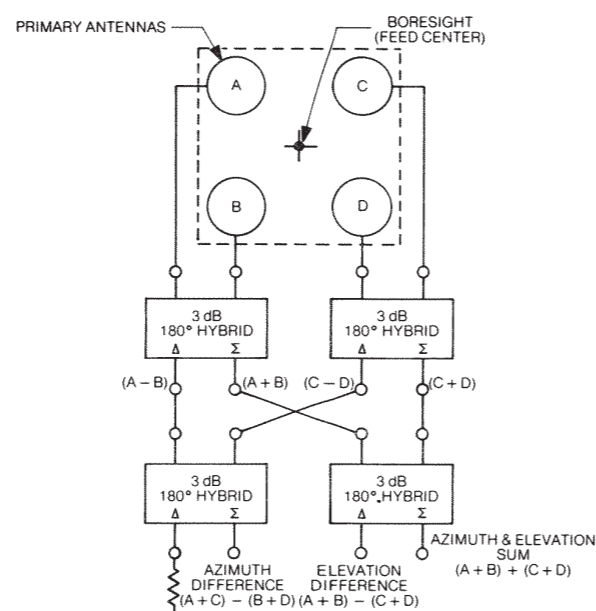 PRIMARY ANTENNAS
BORESIGHT
(FEED CENTER)
A
C
B
D
3 dB
180° HYBRID
Δ Σ
3 dB
180° HYBRID
Δ Σ
(A – B)
(A + B)
(C – D)
(C + D)
3 dB
180° HYBRID
Δ Σ
3 dB
180° HYBRID
Δ Σ
AZIMUTH
DIFFERENCE
(A + C) – (B + D)
ELEVATION
DIFFERENCE
(A + B) – (C + D)
AZIMUTH & ELEVATION
SUM
(A + B) + (C + D)